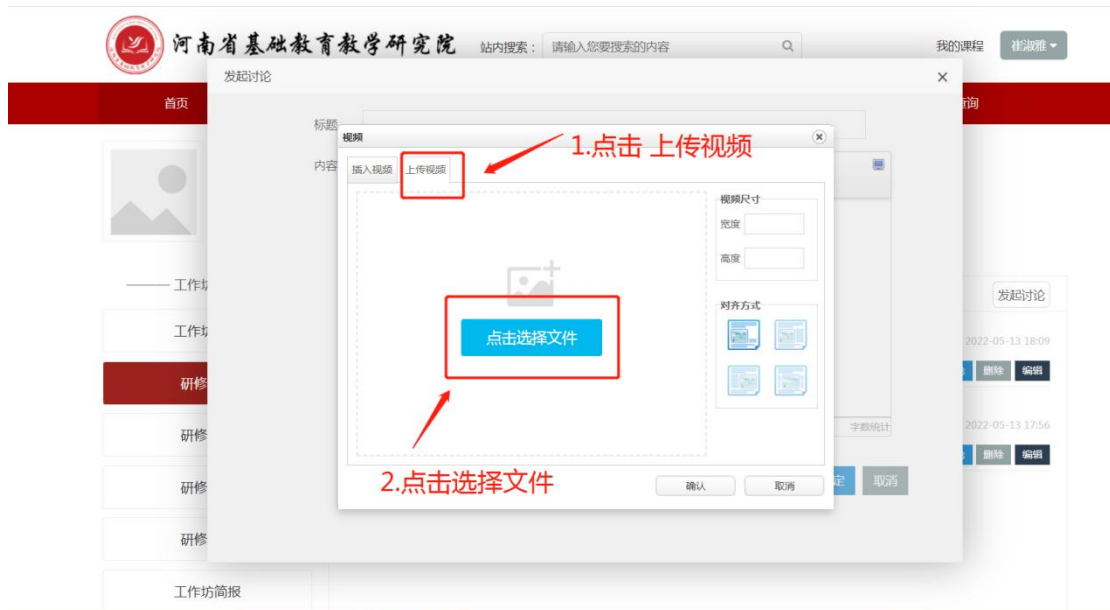 河南省基础教育教学研究院
站内搜索： 请输入您要搜索的内容
我的课程 崔淑雅
发起讨论
首页
标题
视频
1.点击 上传视频
内容
插入视频 上传视频
视频尺寸
宽度
高度
工作坊
发起讨论
对齐方式
工作坊
点击选择文件
2022-05-13 18:09
删除 编辑
研修
研修
字数统计
2022-05-13 17:56
删除 编辑
2.点击选择文件
确认 取消
定 取消
研修
研修
工作坊简报